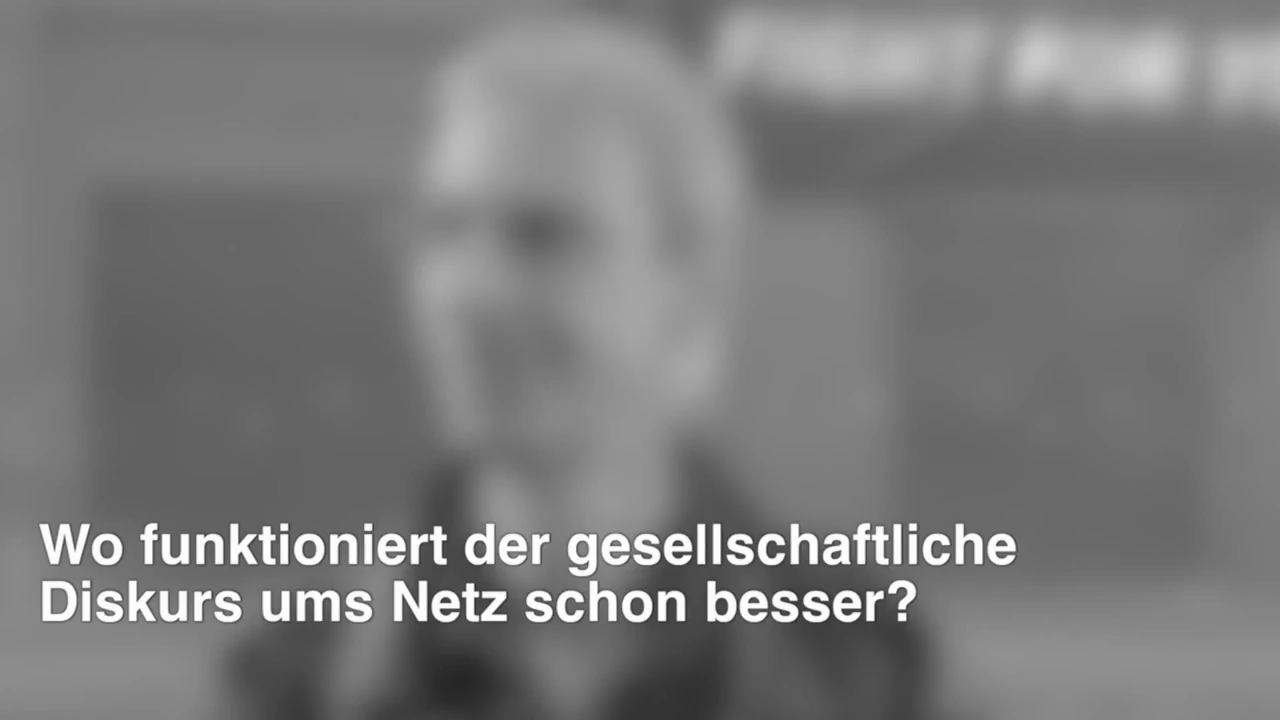 Wo funktioniert der gesellschaftliche
Diskurs ums Netz schon besser?